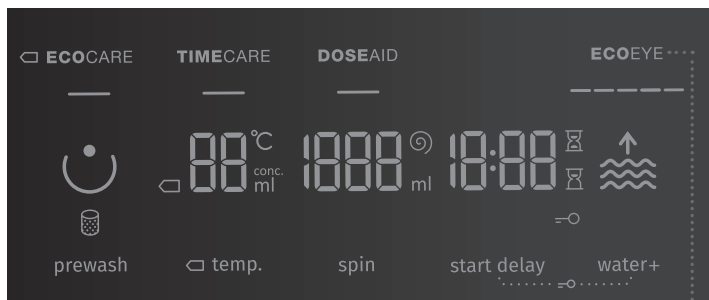 ECOCARE TIMECARE DOSEAID ECOEYE
88 °C 1888 18:88
conc.
ml ml
prewash temp. spin start delay water+